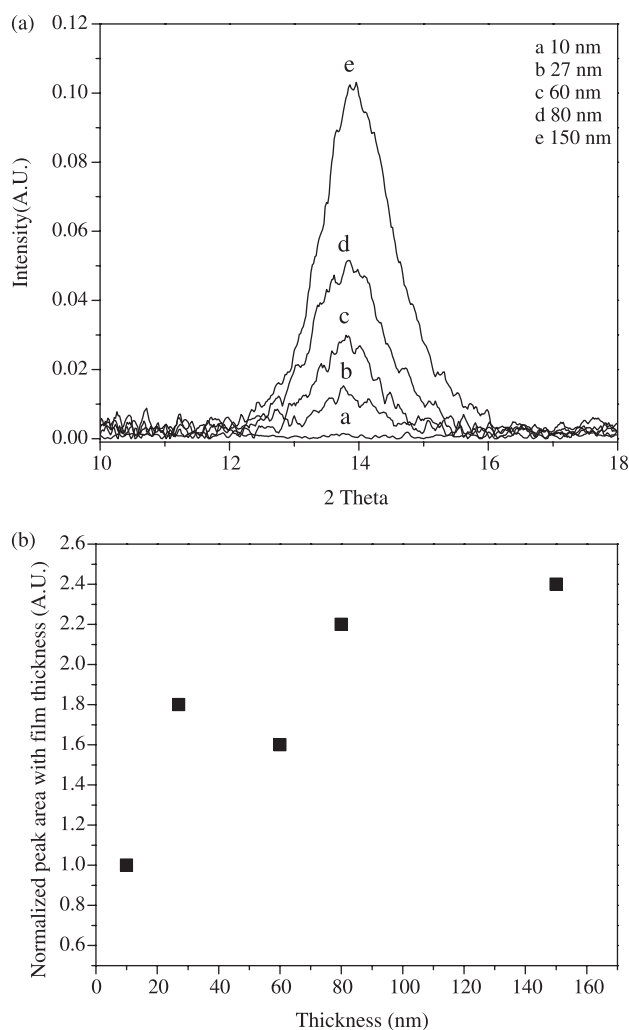 (a)
0.12
0.10
0.08
0.06
0.04
0.02
0.00
Intensity(A.U.)
a 10 nm
b 27 nm
c 60 nm
d 80 nm
e 150 nm
e
d
c
b
a
10 12 14 16 18
2 Theta
(b)
2.6
2.4
2.2
2.0
1.8
1.6
1.4
1.2
1.0
0.8
0.6
Normalized peak area with film thickness (A.U.)
0 20 40 60 80 100 120 140 160
Thickness (nm)